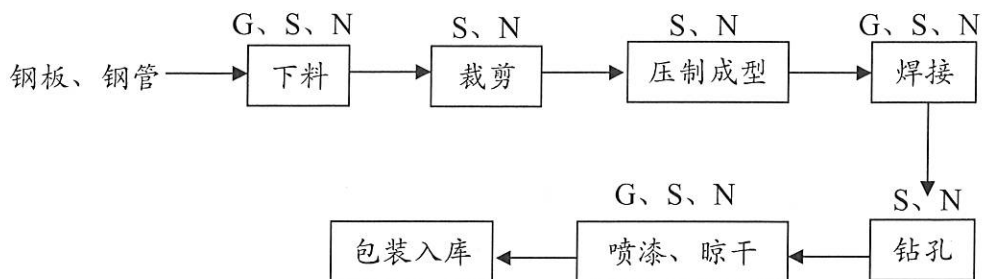 G、S、N
S、N
S、N
G、S、N
钢板、钢管
下料
裁剪
压制成型
焊接
G、S、N
S、N
包装入库
喷漆、晾干
钻孔